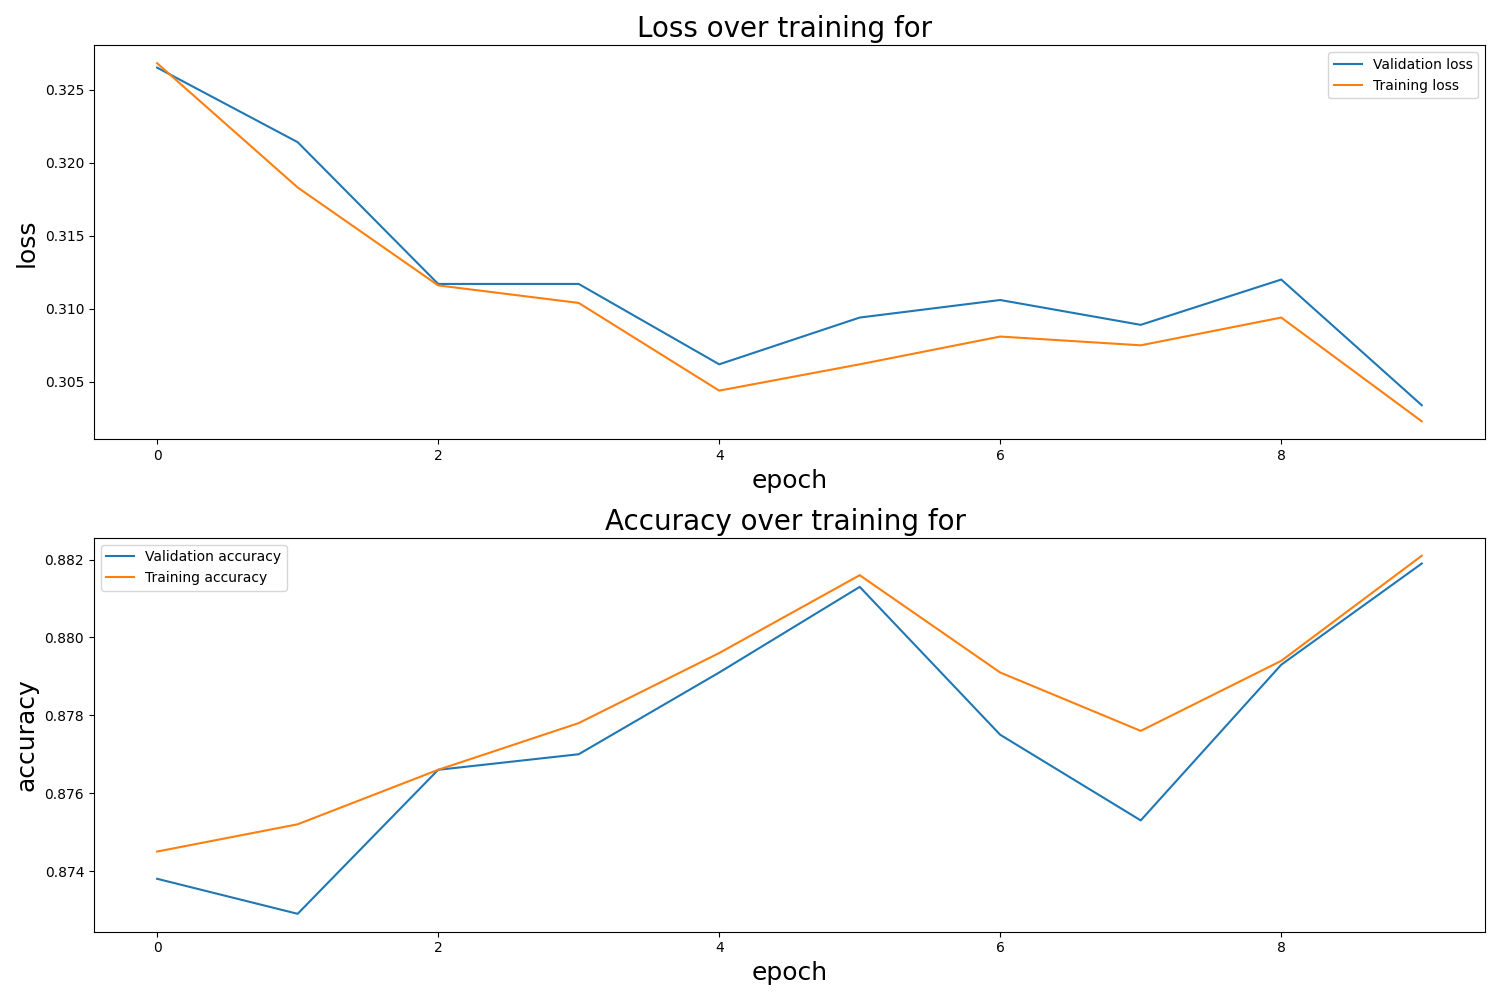 Loss over training for
Validation loss
Training loss
0.325
0.320
0.315
0.310
0.305
loss
0 2 4 6 8
epoch
Accuracy over training for
Validation accuracy
Training accuracy
0.882
0.880
0.878
0.876
0.874
accuracy
0 2 4 6 8
epoch